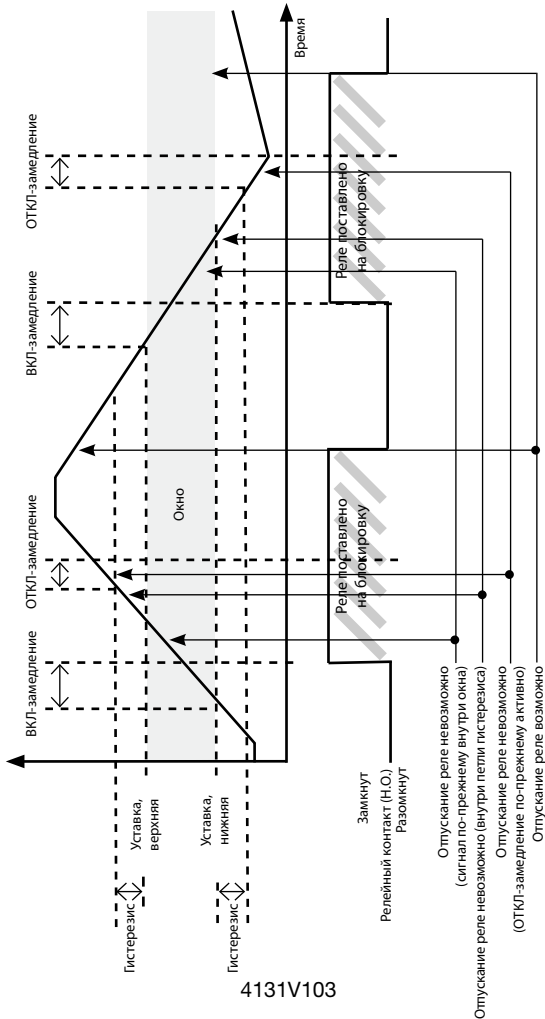 ВКЛ-замедление
ОТКЛ-замедление
ВКЛ-замедление
ОТКЛ-замедление
Гистерезис
Уставка,
верхняя
Окно
Уставка,
нижняя
Гистерезис
Время
Замкнут
Релейный контакт (Н.О.)
Разомкнут
Реле поставлено
на блокировку
Реле поставлено
на блокировку
Отпускание реле невозможно
(сигнал по-прежнему внутри окна)
Отпускание реле невозможно (внутри петли гистерезиса)
Отпускание реле невозможно
(ОТКЛ-замедление по-прежнему активно)
Отпускание реле возможно
4131V103